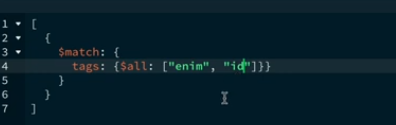 1 [
2 {
3 $match: {
4 tags: {$all: ["enim", "id"]}}
5 }
6 }
7 ]